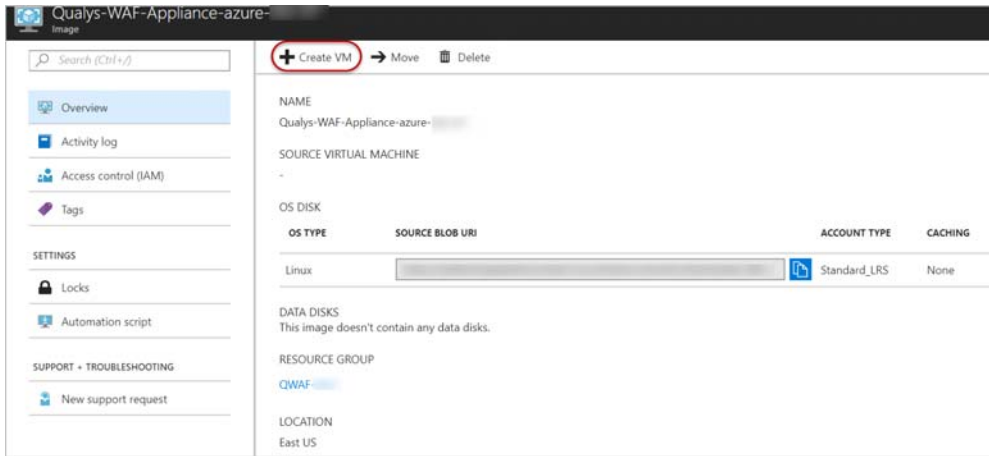 Qualys-WAF-Appliance-azure-
Image
Search (Ctrl+/)
Overview
Activity log
Access control (IAM)
Tags
SETTINGS
Locks
Automation script
SUPPORT + TROUBLESHOOTING
New support request
Create VM Move Delete
NAME
Qualys-WAF-Appliance-azure-
SOURCE VIRTUAL MACHINE
-
OS DISK
OS TYPE SOURCE BLOB URI ACCOUNT TYPE CACHING
Linux Standard_LRS None
DATA DISKS
This image doesn't contain any data disks.
RESOURCE GROUP
QWAF-
LOCATION
East US